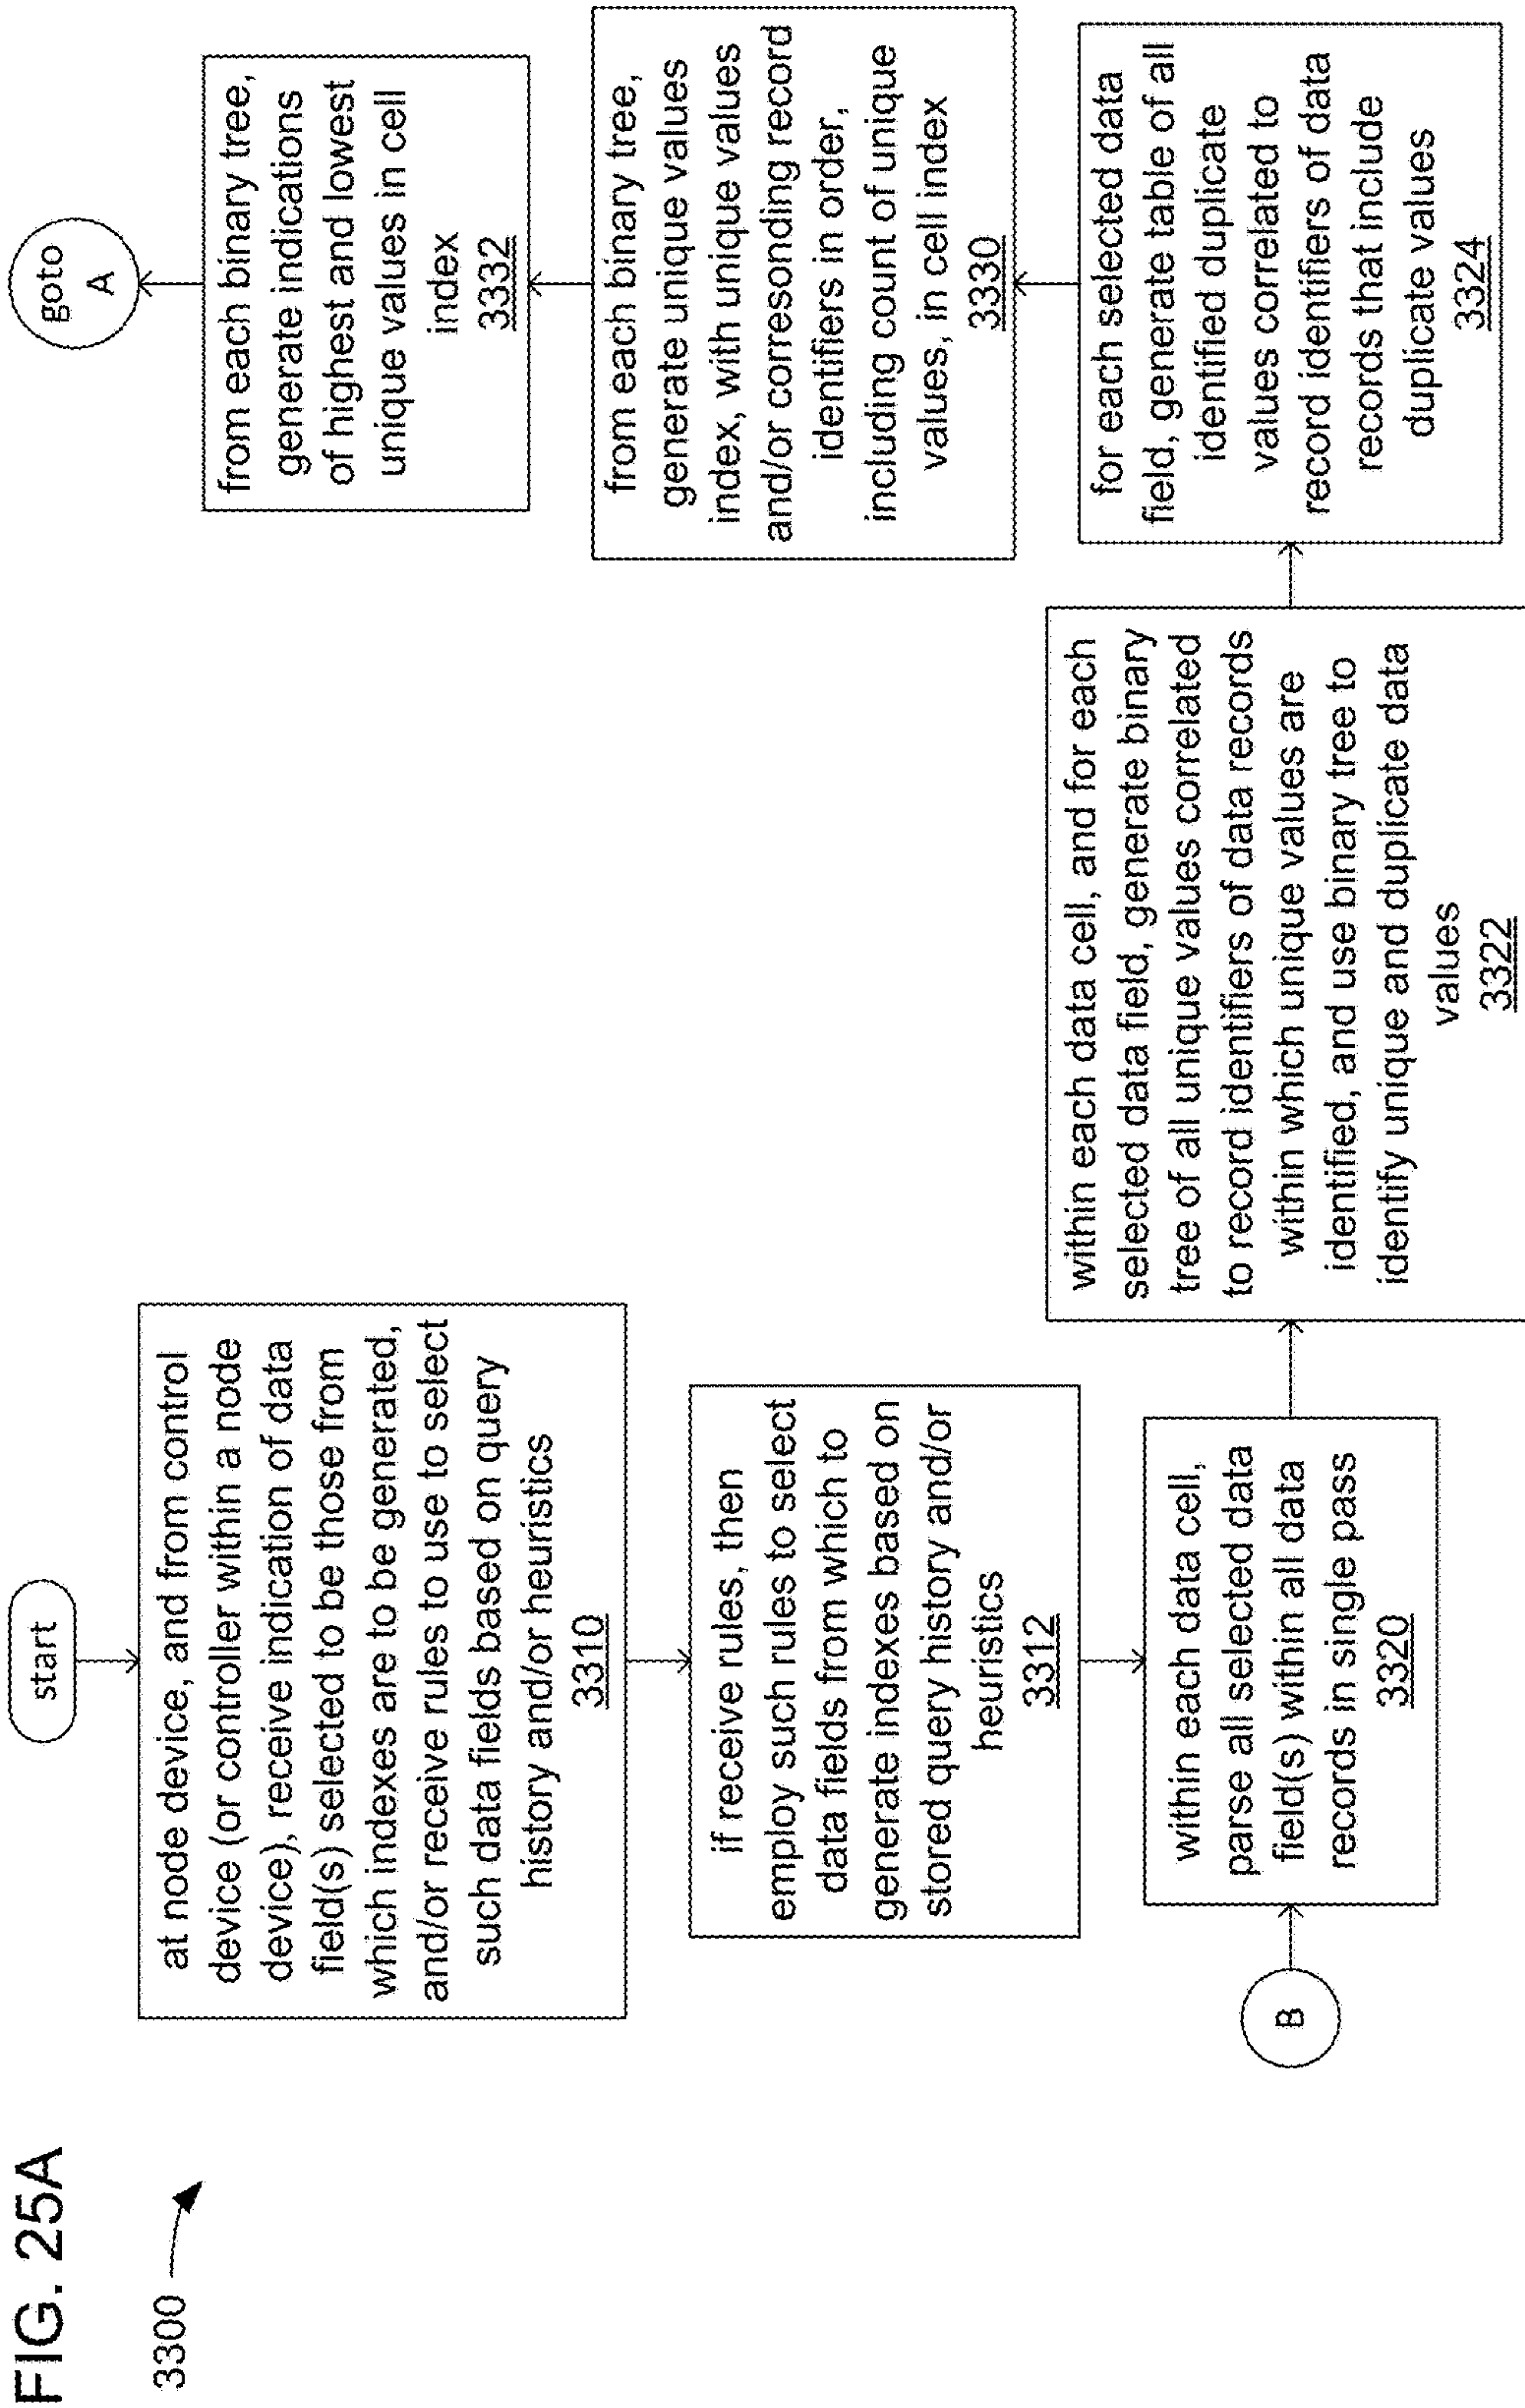 FIG. 25A
3300
start
at node device, and from control
device (or controller within a node
device), receive indication of data
field(s) selected to be those from
which indexes are to be generated,
and/or receive rules to use to select
such data fields based on query
history and/or heuristics
3310
if receive rules, then
employ such rules to select
data fields from which to
generate indexes based on
stored query history and/or
heuristics
3312
B
within each data cell,
parse all selected data
field(s) within all data
records in single pass
3320
within each data cell, and for each
selected data field, generate binary
tree of all unique values correlated
to record identifiers of data records
within which unique values are
identified, and use binary tree to
identify unique and duplicate data
values
3322
for each selected data
field, generate table of all
identified duplicate
values correlated to
record identifiers of data
records that include
duplicate values
3324
from each binary tree,
generate unique values
index, with unique values
and/or corresonding record
identifiers in order,
including count of unique
values, in cell index
3330
from each binary tree,
generate indications
of highest and lowest
unique values in cell
index
3332
goto
A